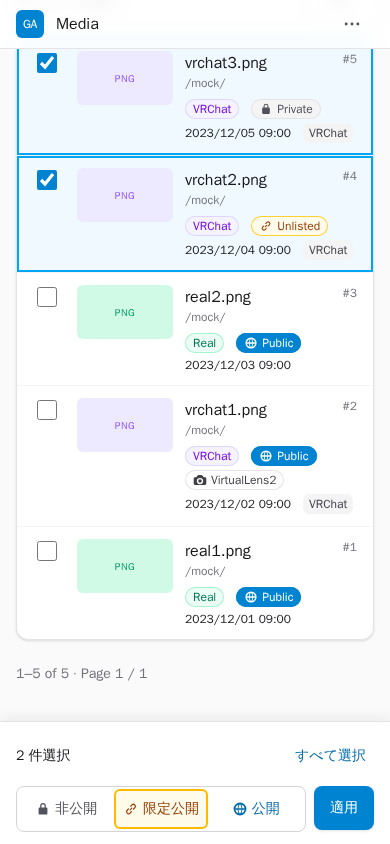 GA Media
PNG vrchat3.png #5
/mock/
VRChat Private
2023/12/05 09:00 VRChat
PNG vrchat2.png #4
/mock/
VRChat Unlisted
2023/12/04 09:00 VRChat
PNG real2.png #3
/mock/
Real Public
2023/12/03 09:00
PNG vrchat1.png #2
/mock/
VRChat Public
VirtualLens2
2023/12/02 09:00 VRChat
PNG real1.png #1
/mock/
Real Public
2023/12/01 09:00
1–5 of 5 · Page 1 / 1
2 件選択 すべて選択
非公開 限定公開 公開 適用